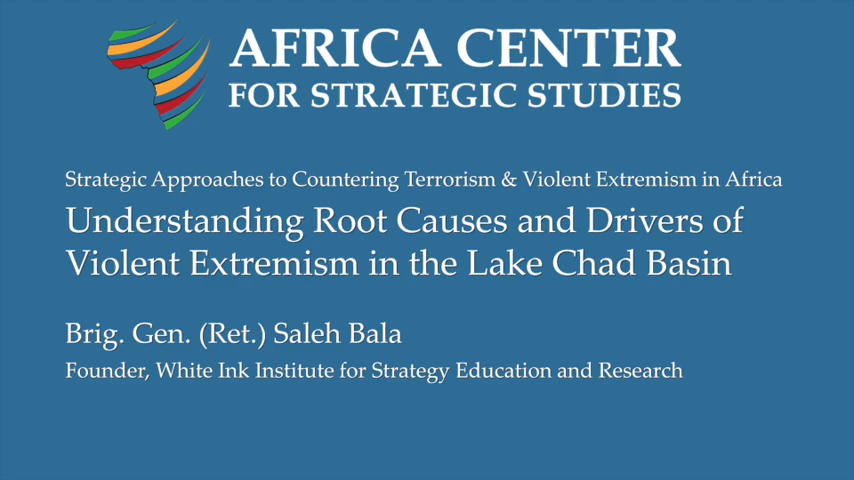 AFRICA CENTER
FOR STRATEGIC STUDIES
Strategic Approaches to Countering Terrorism & Violent Extremism in Africa
Understanding Root Causes and Drivers of
Violent Extremism in the Lake Chad Basin
Brig. Gen. (Ret.) Saleh Bala
Founder, White Ink Institute for Strategy Education and Research